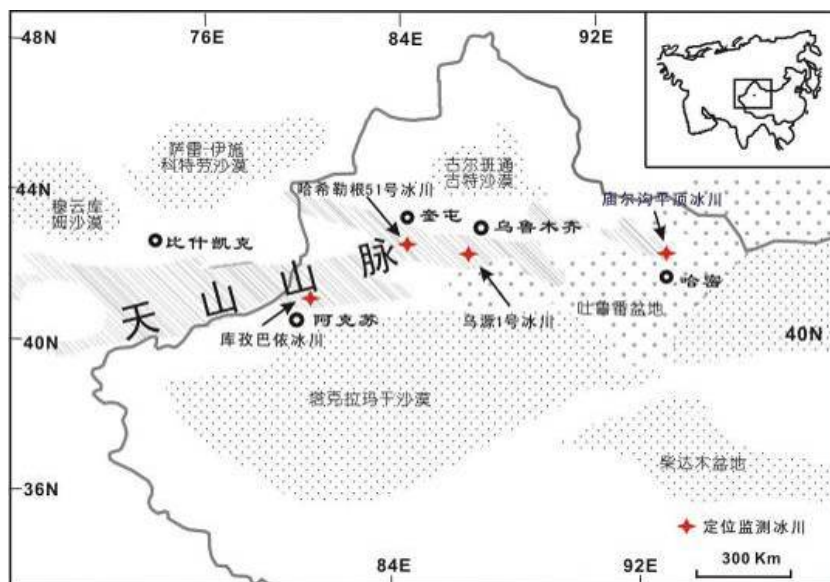 48N
76E
84E
92E
萨雷-伊施
科特劳沙漠
古尔班通
古特沙漠
44N
穆云库
姆沙漠
哈希勒根51号冰川
庙尔沟平顶冰川
奎屯
乌鲁木齐
比什凯克
天山山脉
哈密
阿克苏
乌源1号冰川
吐鲁番盆地
库孜巴依冰川
40N
40N
塔克拉玛干沙漠
柴达木盆地
36N
定位监测冰川
84E
92E
300 Km